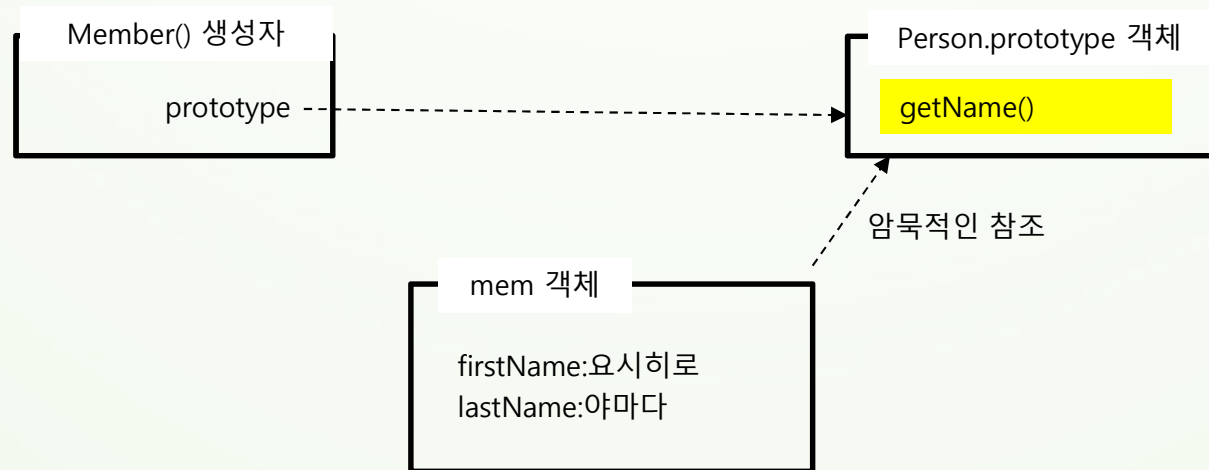 Member() 생성자
prototype
Person.prototype 객체
getName()
암묵적인 참조
mem 객체
firstName:요시히로
lastName:야마다